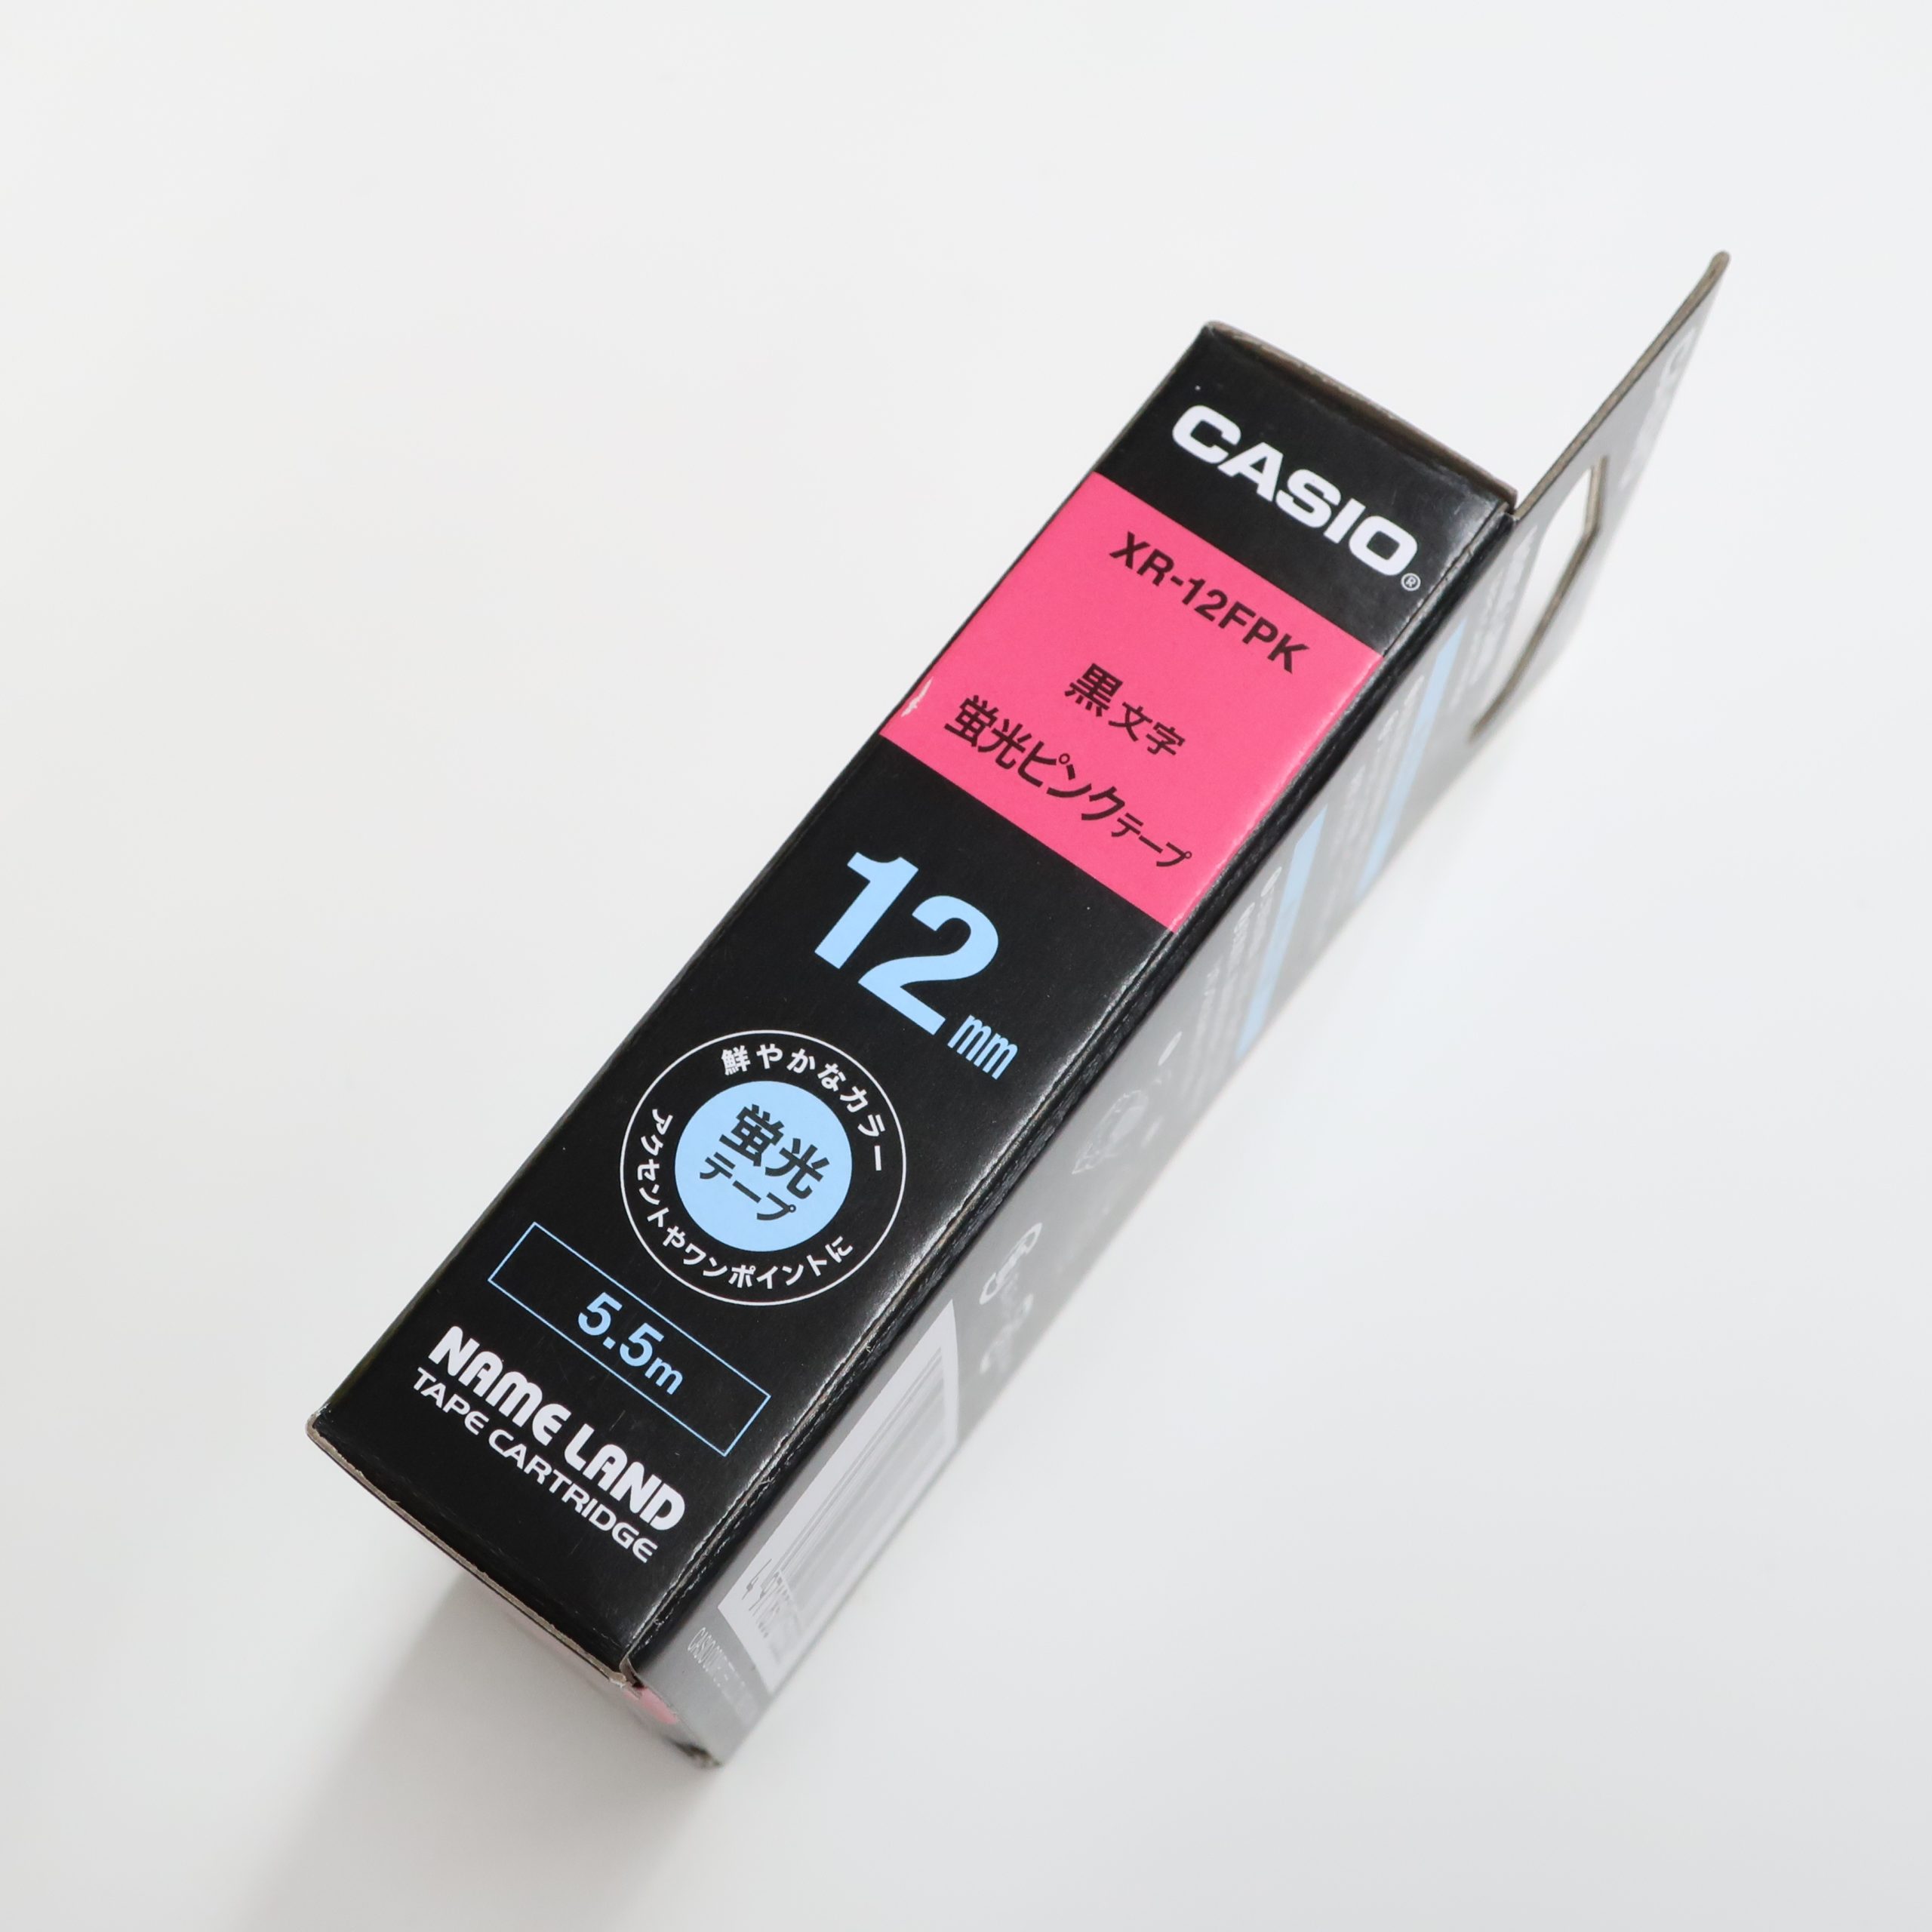 CASIO®
XR-12FPK
黒文字
蛍光ピンクテープ
12mm
鮮やかなカラー
蛍光
テープ
アクセントやワンポイントに
5.5m
NAME LAND
TAPE CARTRIDGE